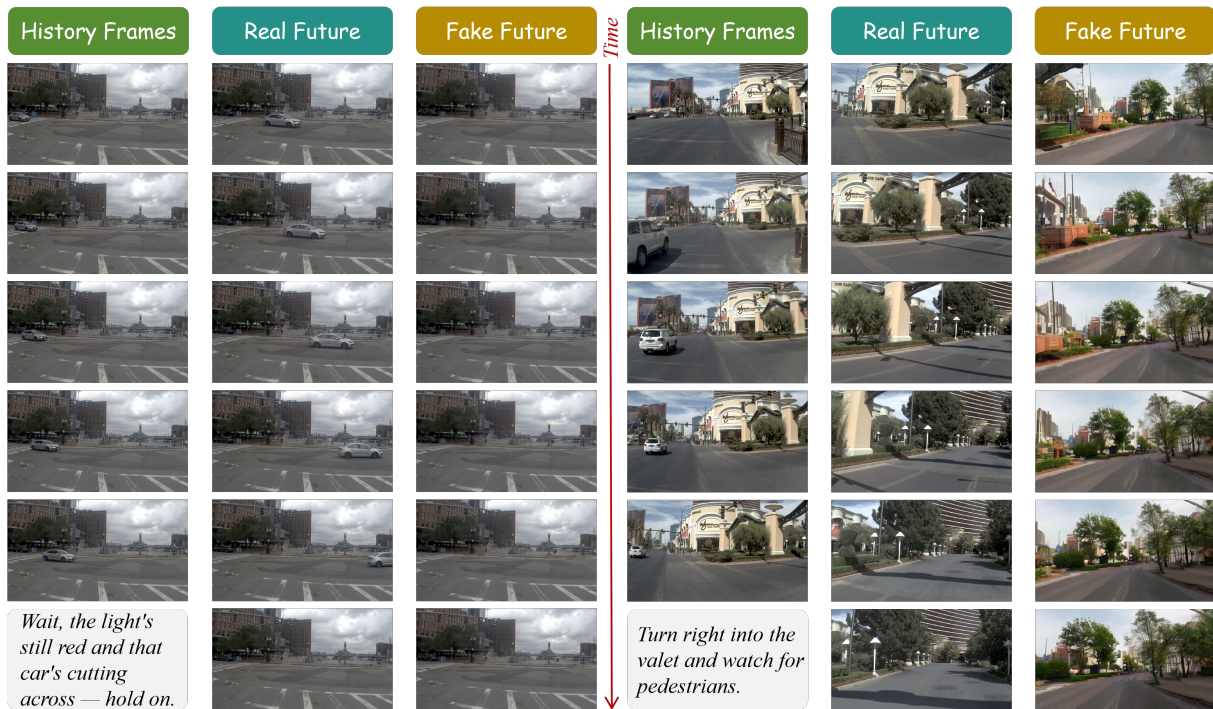 History Frames
Real Future
Fake Future
Time
History Frames
Real Future
Fake Future
Wait, the light's
still red and that
car's cutting
across — hold on.
Turn right into the
valet and watch for
pedestrians.